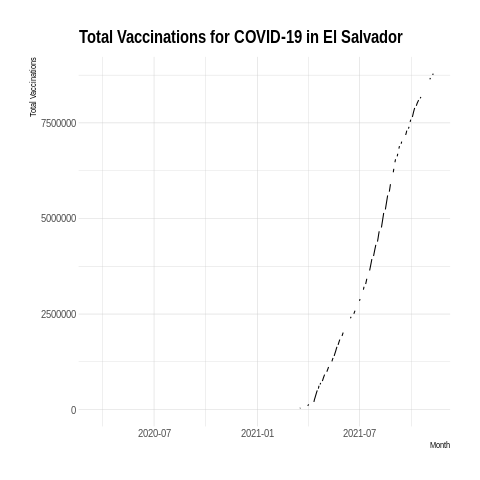 Total Vaccinations for COVID-19 in El Salvador
Total Vaccinations
7500000
5000000
2500000
0
2020-07 2021-01 2021-07
Month